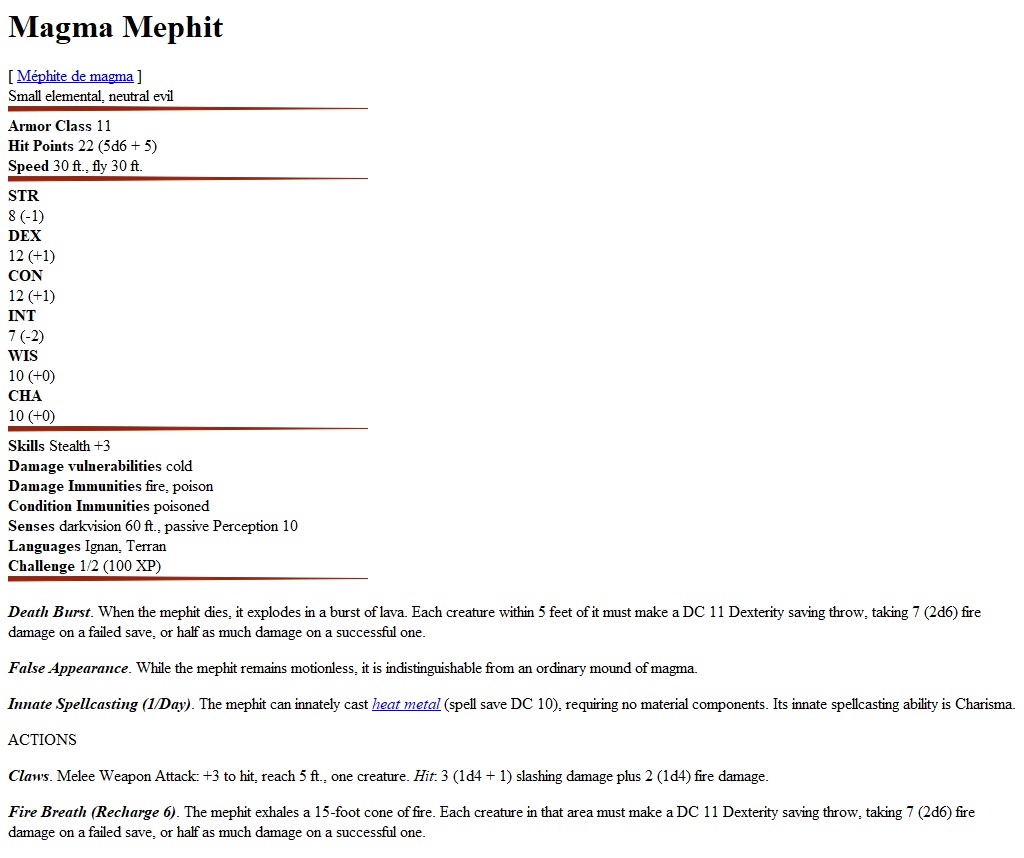 Magma Mephit
[ Méphite de magma ]
Small elemental, neutral evil
Armor Class 11
Hit Points 22 (5d6 + 5)
Speed 30 ft., fly 30 ft.
STR
8 (-1)
DEX
12 (+1)
CON
12 (+1)
INT
7 (-2)
WIS
10 (+0)
CHA
10 (+0)
Skills Stealth +3
Damage vulnerabilities cold
Damage Immunities fire, poison
Condition Immunities poisoned
Senses darkvision 60 ft., passive Perception 10
Languages Ignan, Terran
Challenge 1/2 (100 XP)
Death Burst. When the mephit dies, it explodes in a burst of lava. Each creature within 5 feet of it must make a DC 11 Dexterity saving throw, taking 7 (2d6) fire
damage on a failed save, or half as much damage on a successful one.
False Appearance. While the mephit remains motionless, it is indistinguishable from an ordinary mound of magma.
Innate Spellcasting (1/Day). The mephit can innately cast heat metal (spell save DC 10), requiring no material components. Its innate spellcasting ability is Charisma.
ACTIONS
Claws. Melee Weapon Attack: +3 to hit, reach 5 ft., one creature. Hit: 3 (1d4 + 1) slashing damage plus 2 (1d4) fire damage.
Fire Breath (Recharge 6). The mephit exhales a 15-foot cone of fire. Each creature in that area must make a DC 11 Dexterity saving throw, taking 7 (2d6) fire
damage on a failed save, or half as much damage on a successful one.